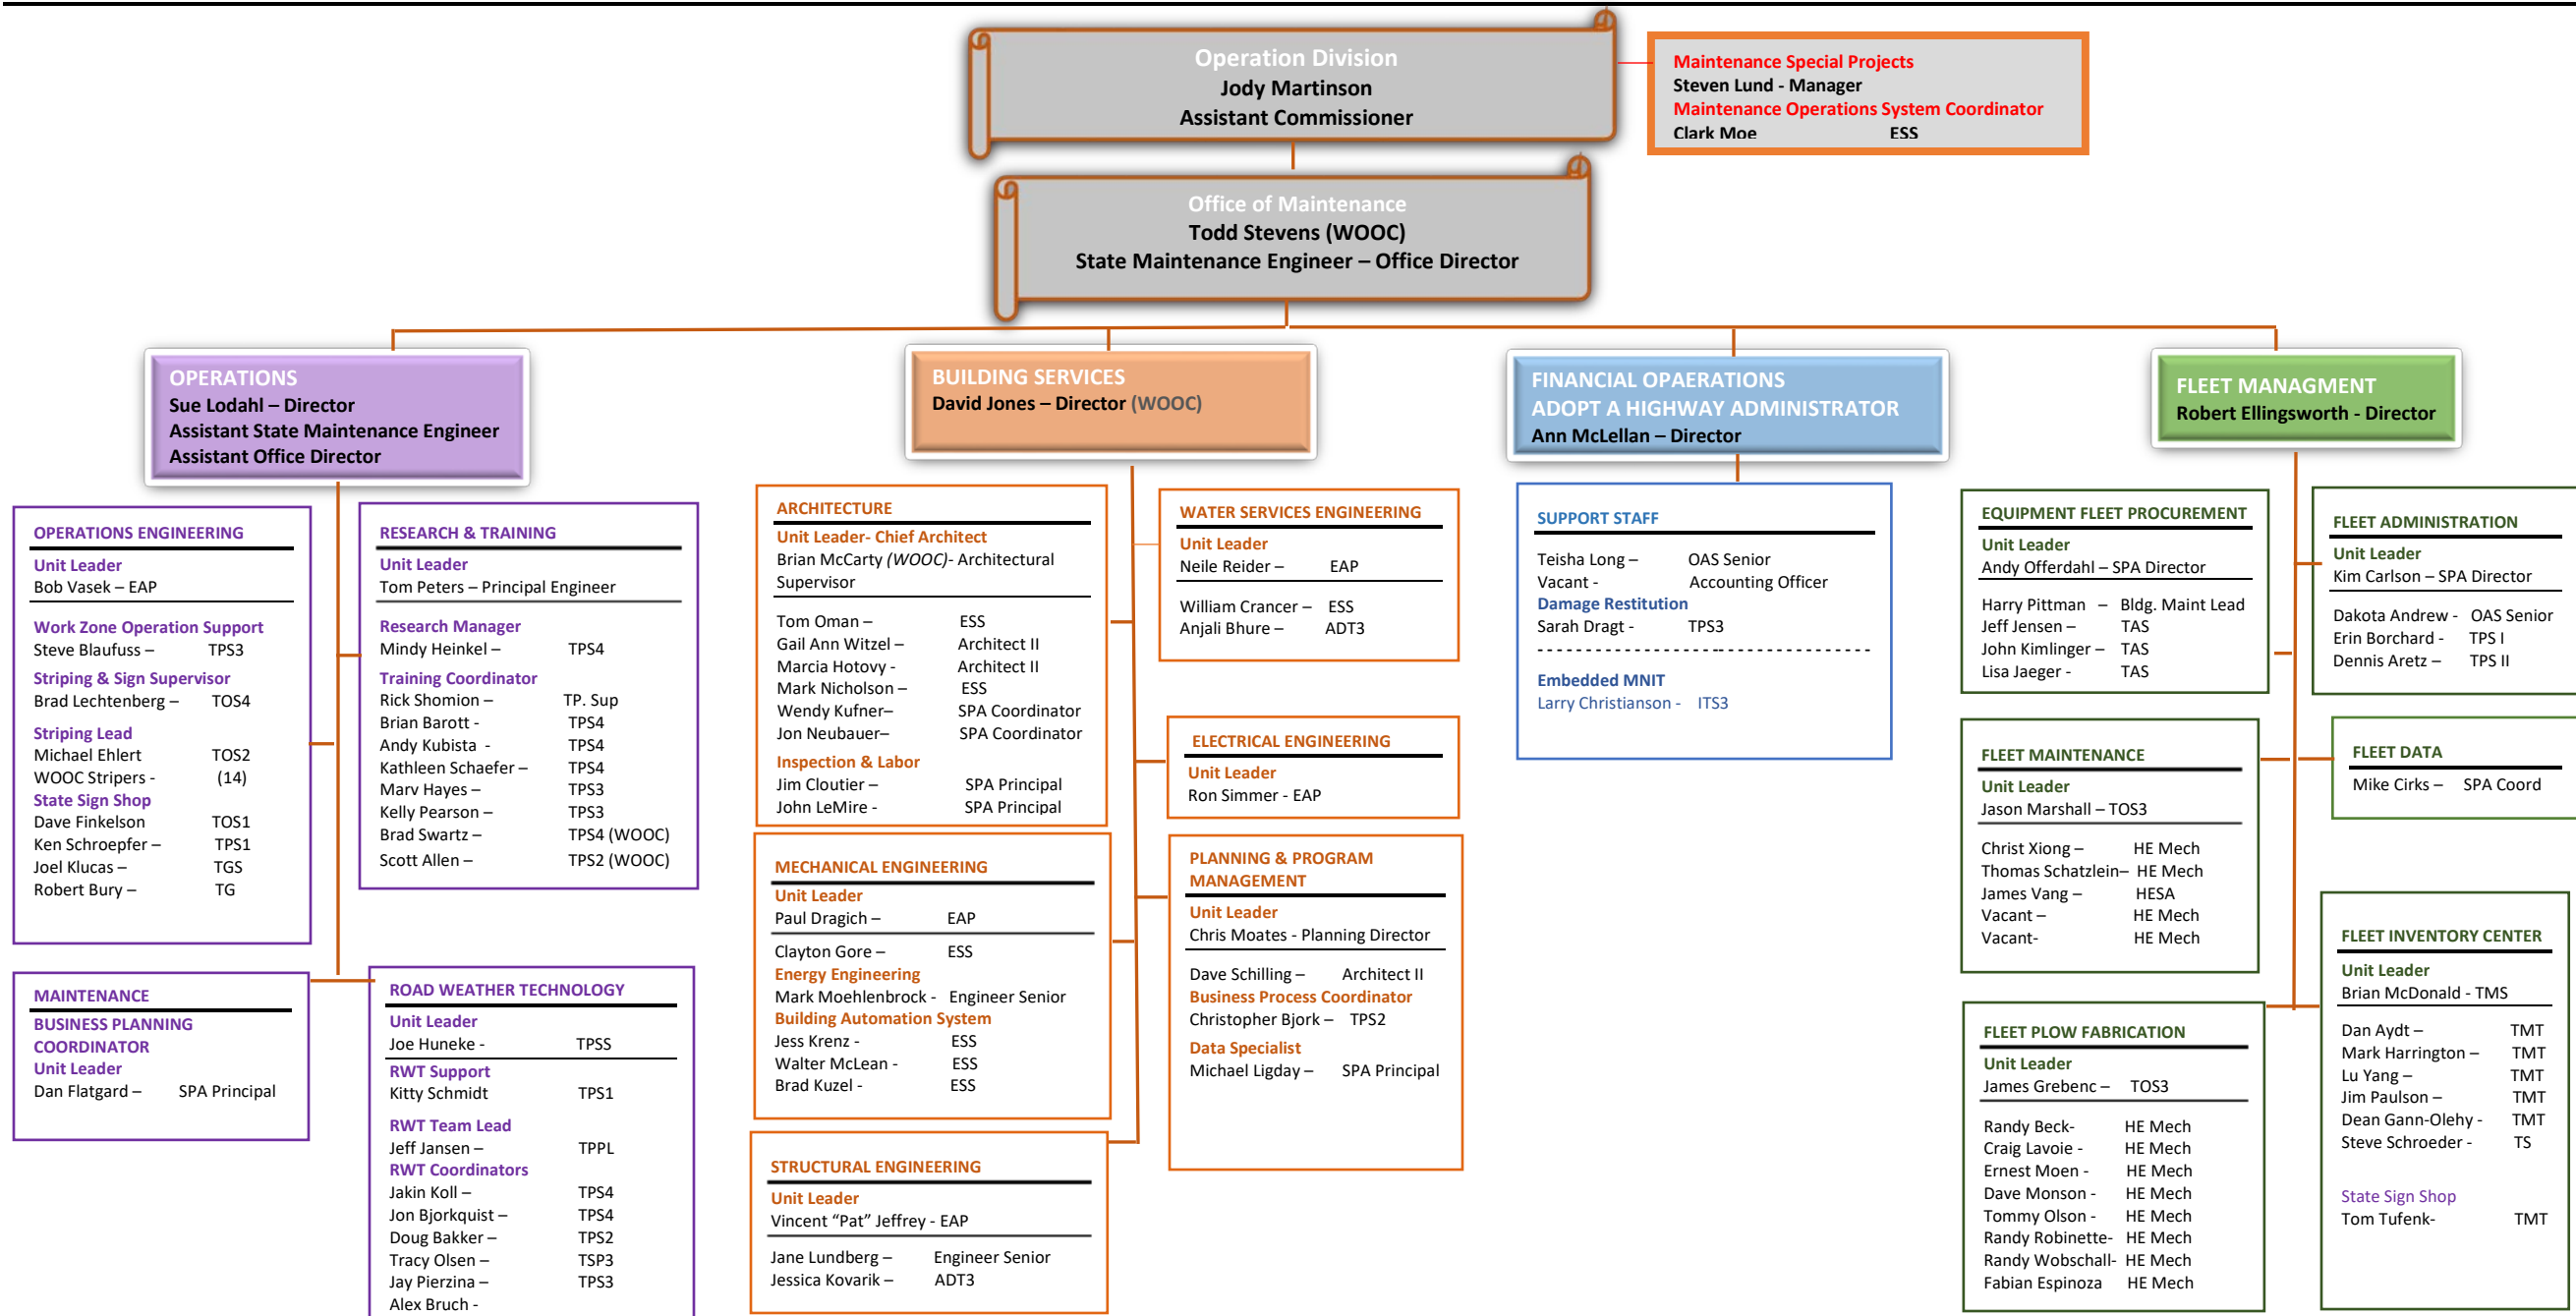 Operation Division
Jody Martinson
Assistant Commissioner
Maintenance Special Projects
Steven Lund - Manager
Maintenance Operations System Coordinator
Clark Moe ESS
Office of Maintenance
Todd Stevens (WOOC)
State Maintenance Engineer – Office Director
OPERATIONS
Sue Lodahl – Director
Assistant State Maintenance Engineer
Assistant Office Director
BUILDING SERVICES
David Jones – Director (WOOC)
FINANCIAL OPAERATIONS
ADOPT A HIGHWAY ADMINISTRATOR
Ann McLellan – Director
FLEET MANAGMENT
Robert Ellingsworth - Director
OPERATIONS ENGINEERING
Unit Leader
Bob Vasek – EAP
Work Zone Operation Support
Steve Blaufuss – TPS3
Striping & Sign Supervisor
Brad Lechtenberg – TOS4
Striping Lead
Michael Ehlert TOS2
WOOC Stripers - (14)
State Sign Shop
Dave Finkelson TOS1
Ken Schroepfer – TPS1
Joel Klucas – TGS
Robert Bury – TG
RESEARCH & TRAINING
Unit Leader
Tom Peters – Principal Engineer
Research Manager
Mindy Heinkel – TPS4
Training Coordinator
Rick Shomion – TP. Sup
Brian Barott - TPS4
Andy Kubista - TPS4
Kathleen Schaefer – TPS4
Marv Hayes – TPS3
Kelly Pearson – TPS3
Brad Swartz – TPS4 (WOOC)
Scott Allen – TPS2 (WOOC)
MAINTENANCE
BUSINESS PLANNING
COORDINATOR
Unit Leader
Dan Flatgard – SPA Principal
ROAD WEATHER TECHNOLOGY
Unit Leader
Joe Huneke - TPSS
RWT Support
Kitty Schmidt TPS1
RWT Team Lead
Jeff Jansen – TPPL
RWT Coordinators
Jakin Koll – TPS4
Jon Bjorkquist – TPS4
Doug Bakker – TPS2
Tracy Olsen – TSP3
Jay Pierzina – TPS3
Alex Bruch -
ARCHITECTURE
Unit Leader- Chief Architect
Brian McCarty (WOOC)- Architectural
Supervisor
Tom Oman – ESS
Gail Ann Witzel – Architect II
Marcia Hotovy - Architect II
Mark Nicholson – ESS
Wendy Kufner– SPA Coordinator
Jon Neubauer– SPA Coordinator
Inspection & Labor
Jim Cloutier – SPA Principal
John LeMire - SPA Principal
MECHANICAL ENGINEERING
Unit Leader
Paul Dragich – EAP
Clayton Gore – ESS
Energy Engineering
Mark Moehlenbrock - Engineer Senior
Building Automation System
Jess Krenz - ESS
Walter McLean - ESS
Brad Kuzel - ESS
STRUCTURAL ENGINEERING
Unit Leader
Vincent “Pat” Jeffrey - EAP
Jane Lundberg – Engineer Senior
Jessica Kovarik – ADT3
WATER SERVICES ENGINEERING
Unit Leader
Neile Reider – EAP
William Crancer – ESS
Anjali Bhure – ADT3
ELECTRICAL ENGINEERING
Unit Leader
Ron Simmer - EAP
PLANNING & PROGRAM
MANAGEMENT
Unit Leader
Chris Moates - Planning Director
Dave Schilling – Architect II
Business Process Coordinator
Christopher Bjork – TPS2
Data Specialist
Michael Ligday – SPA Principal
SUPPORT STAFF
Teisha Long – OAS Senior
Vacant - Accounting Officer
Damage Restitution
Sarah Dragt - TPS3
Embedded MNIT
Larry Christianson - ITS3
EQUIPMENT FLEET PROCUREMENT
Unit Leader
Andy Offerdahl – SPA Director
Harry Pittman – Bldg. Maint Lead
Jeff Jensen – TAS
John Kimlinger – TAS
Lisa Jaeger - TAS
FLEET MAINTENANCE
Unit Leader
Jason Marshall – TOS3
Christ Xiong – HE Mech
Thomas Schatzlein– HE Mech
James Vang – HESA
Vacant – HE Mech
Vacant- HE Mech
FLEET PLOW FABRICATION
Unit Leader
James Grebenc – TOS3
Randy Beck- HE Mech
Craig Lavoie - HE Mech
Ernest Moen - HE Mech
Dave Monson - HE Mech
Tommy Olson - HE Mech
Randy Robinette- HE Mech
Randy Wobschall- HE Mech
Fabian Espinoza HE Mech
FLEET ADMINISTRATION
Unit Leader
Kim Carlson – SPA Director
Dakota Andrew - OAS Senior
Erin Borchard - TPS I
Dennis Aretz – TPS II
FLEET DATA
Mike Cirks – SPA Coord
FLEET INVENTORY CENTER
Unit Leader
Brian McDonald - TMS
Dan Aydt – TMT
Mark Harrington – TMT
Lu Yang – TMT
Jim Paulson – TMT
Dean Gann-Olehy - TMT
Steve Schroeder - TS
State Sign Shop
Tom Tufenk- TMT